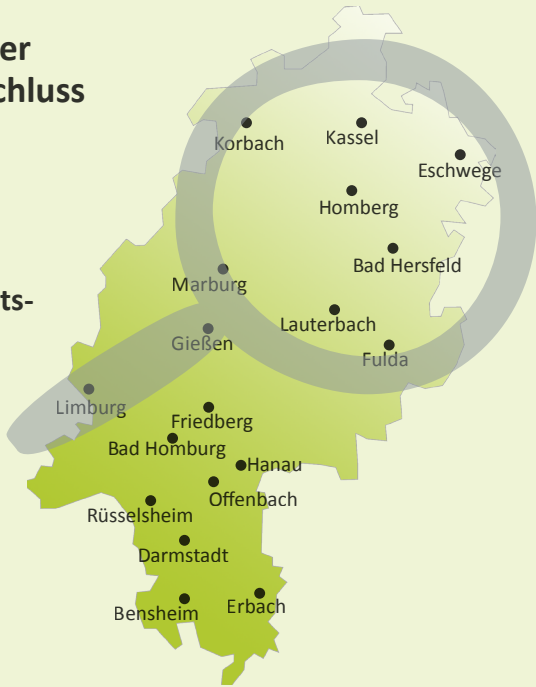 er
chluss
Korbach
Kassel
Eschwege
Homberg
Bad Hersfeld
Marburg
ts-
Lauterbach
Gießen
Fulda
Limburg
Friedberg
Bad Homburg
Hanau
Offenbach
Rüsselsheim
Darmstadt
Erbach
Bensheim